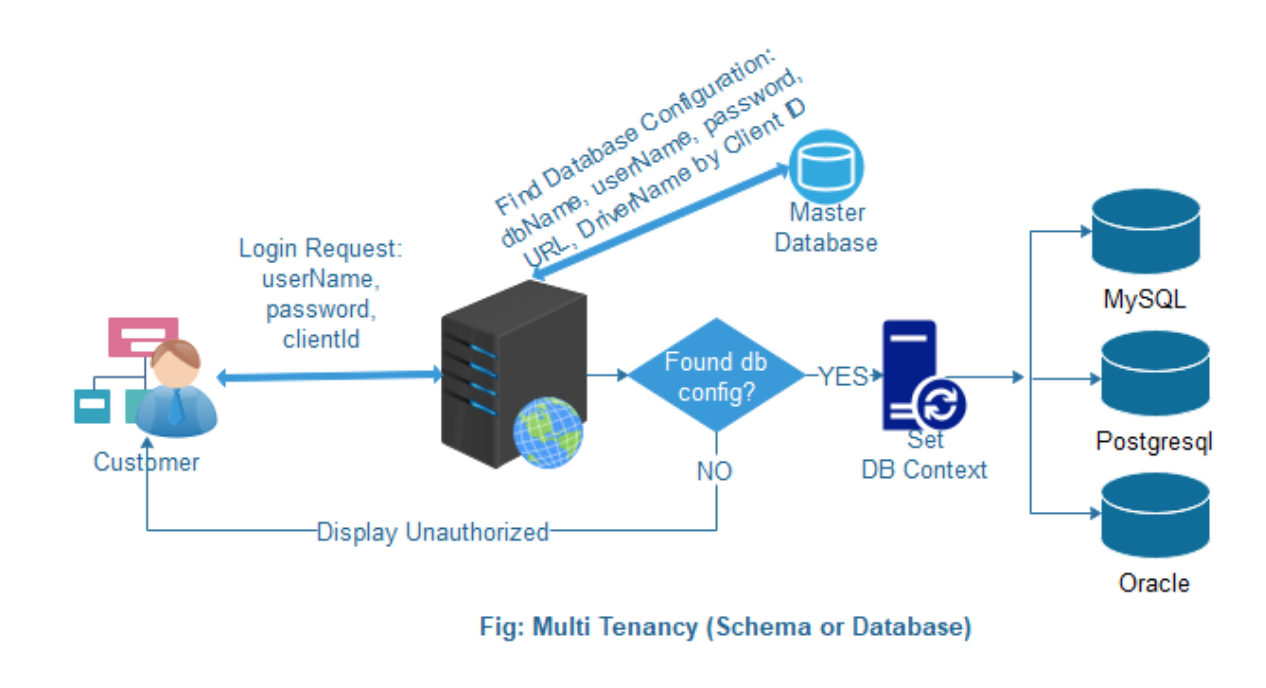 Find Database Configuration:
dbName, userName, password,
URL, DriverName by Client ID
Master
Database
Login Request:
userName,
password,
clientId
MySQL
Found db
config?
YES
Set
DB Context
Postgresql
Customer
NO
Display Unauthorized
Oracle
Fig: Multi Tenancy (Schema or Database)